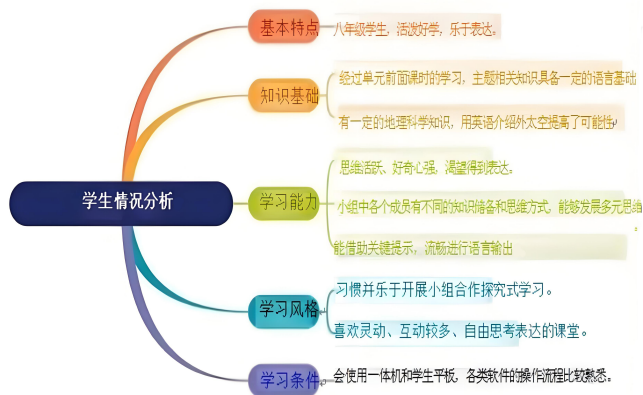 学生情况分析
基本特点
八年级学生，活泼好学，乐于表达。
知识基础
经过单元前面课时的学习，主题相关知识具备一定的语言基础
有一定的地理科学知识，用英语介绍外太空提高了可能性
学习能力
思维活跃、好奇心强，渴望得到表达。
小组中各个成员有不同的知识储备和思维方式，能够发展多元思维
。
能借助关键提示，流畅进行语言输出
学习风格
习惯并乐于开展小组合作探究式学习。
喜欢灵动、互动较多、自由思考表达的课堂。
学习条件
会使用一体机和学生平板，各类软件的操作流程比较熟悉。